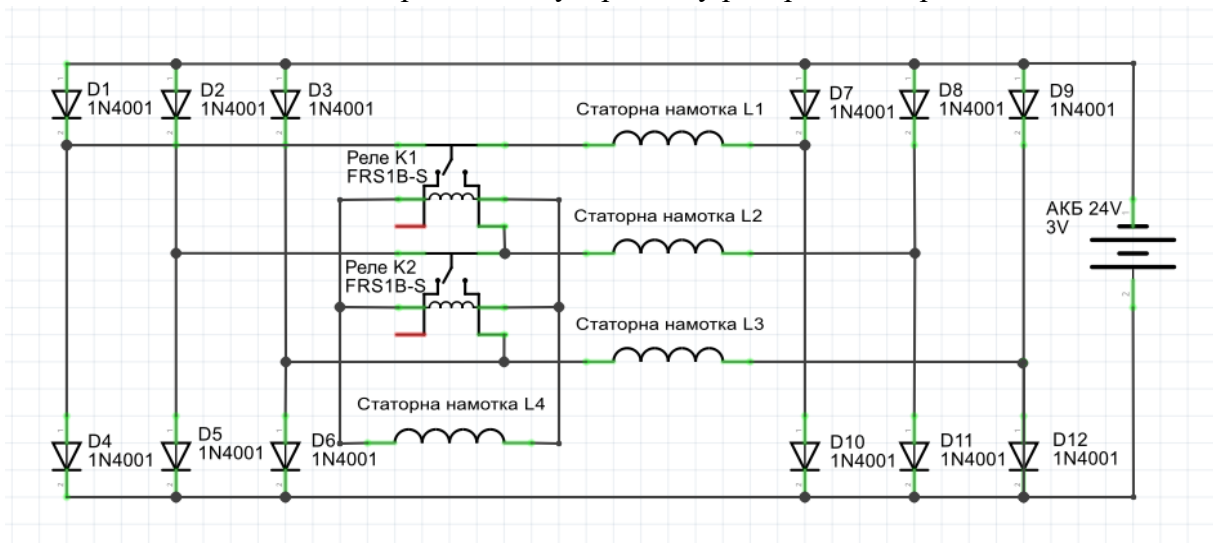 D1
1N4001
D2
1N4001
D3
1N4001
Статорна намотка L1
D7
1N4001
D8
1N4001
D9
1N4001
Реле K1
FRS1B-S
Статорна намотка L2
АКБ 24V
3V
Реле K2
FRS1B-S
Статорна намотка L3
Статорна намотка L4
D4
1N4001
D5
1N4001
D6
1N4001
D10
1N4001
D11
1N4001
D12
1N4001